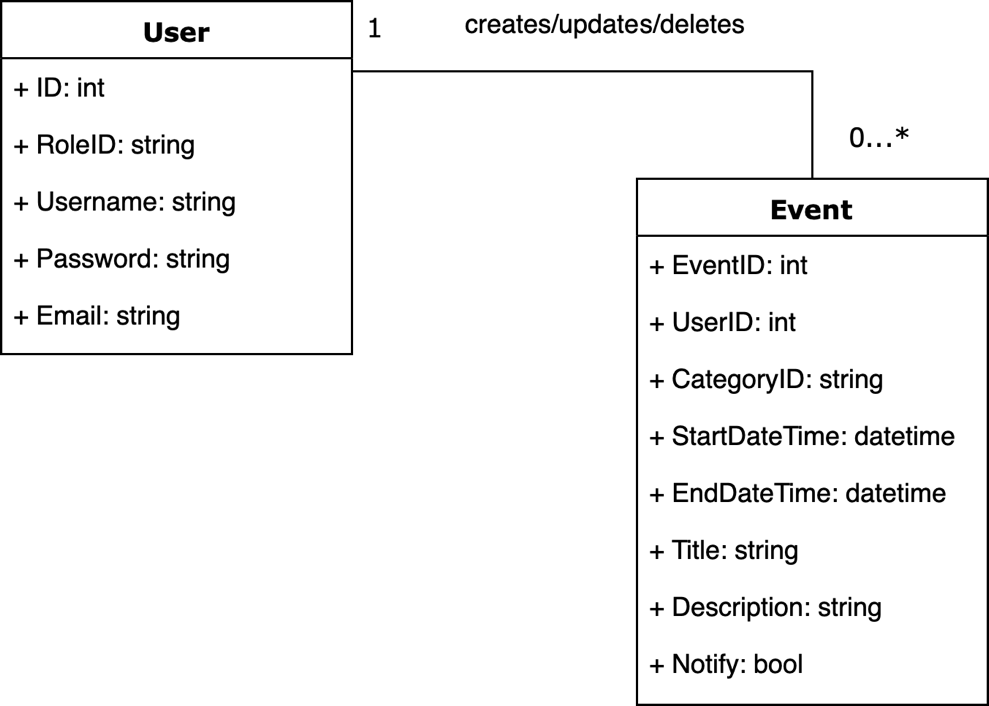 User
+ ID: int
+ RoleID: string
+ Username: string
+ Password: string
+ Email: string
1
creates/updates/deletes
0...*
Event
+ EventID: int
+ UserID: int
+ CategoryID: string
+ StartDateTime: datetime
+ EndDateTime: datetime
+ Title: string
+ Description: string
+ Notify: bool